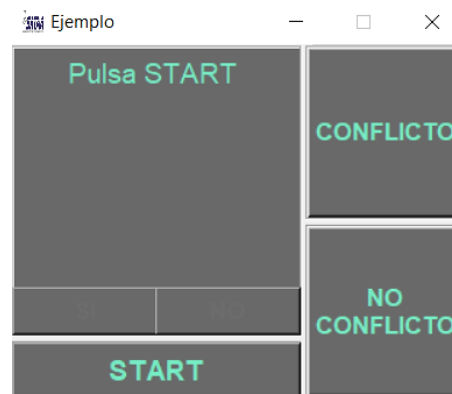 Ejemplo
Pulsa START
CONFLICTO
SI NO
NO
CONFLICTO
START